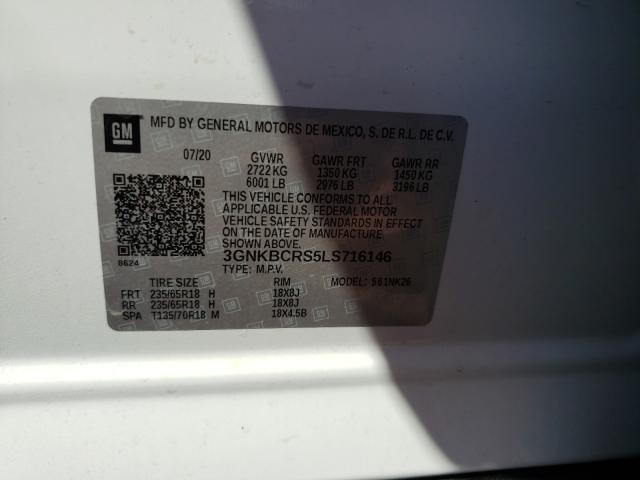 GM MFD BY GENERAL MOTORS DE MEXICO, S. DE R.L. DE C.V.
07/20 GVWR GAWR FRT GAWR RR
2722 KG 1350 KG 1450 KG
6001 LB 2976 LB 3196 LB
THIS VEHICLE CONFORMS TO ALL
APPLICABLE U.S. FEDERAL MOTOR
VEHICLE SAFETY STANDARDS IN EFFECT
ON THE DATE OF MANUFACTURE
SHOWN ABOVE.
8624 3GNKBCRS5LS716146
TYPE: M.P.V. MODEL: 561NK26
TIRE SIZE RIM
FRT 235/65R18 H 18X8J
RR 235/65R18 H 18X8J
SPA T135/70R18 M 18X4.5B